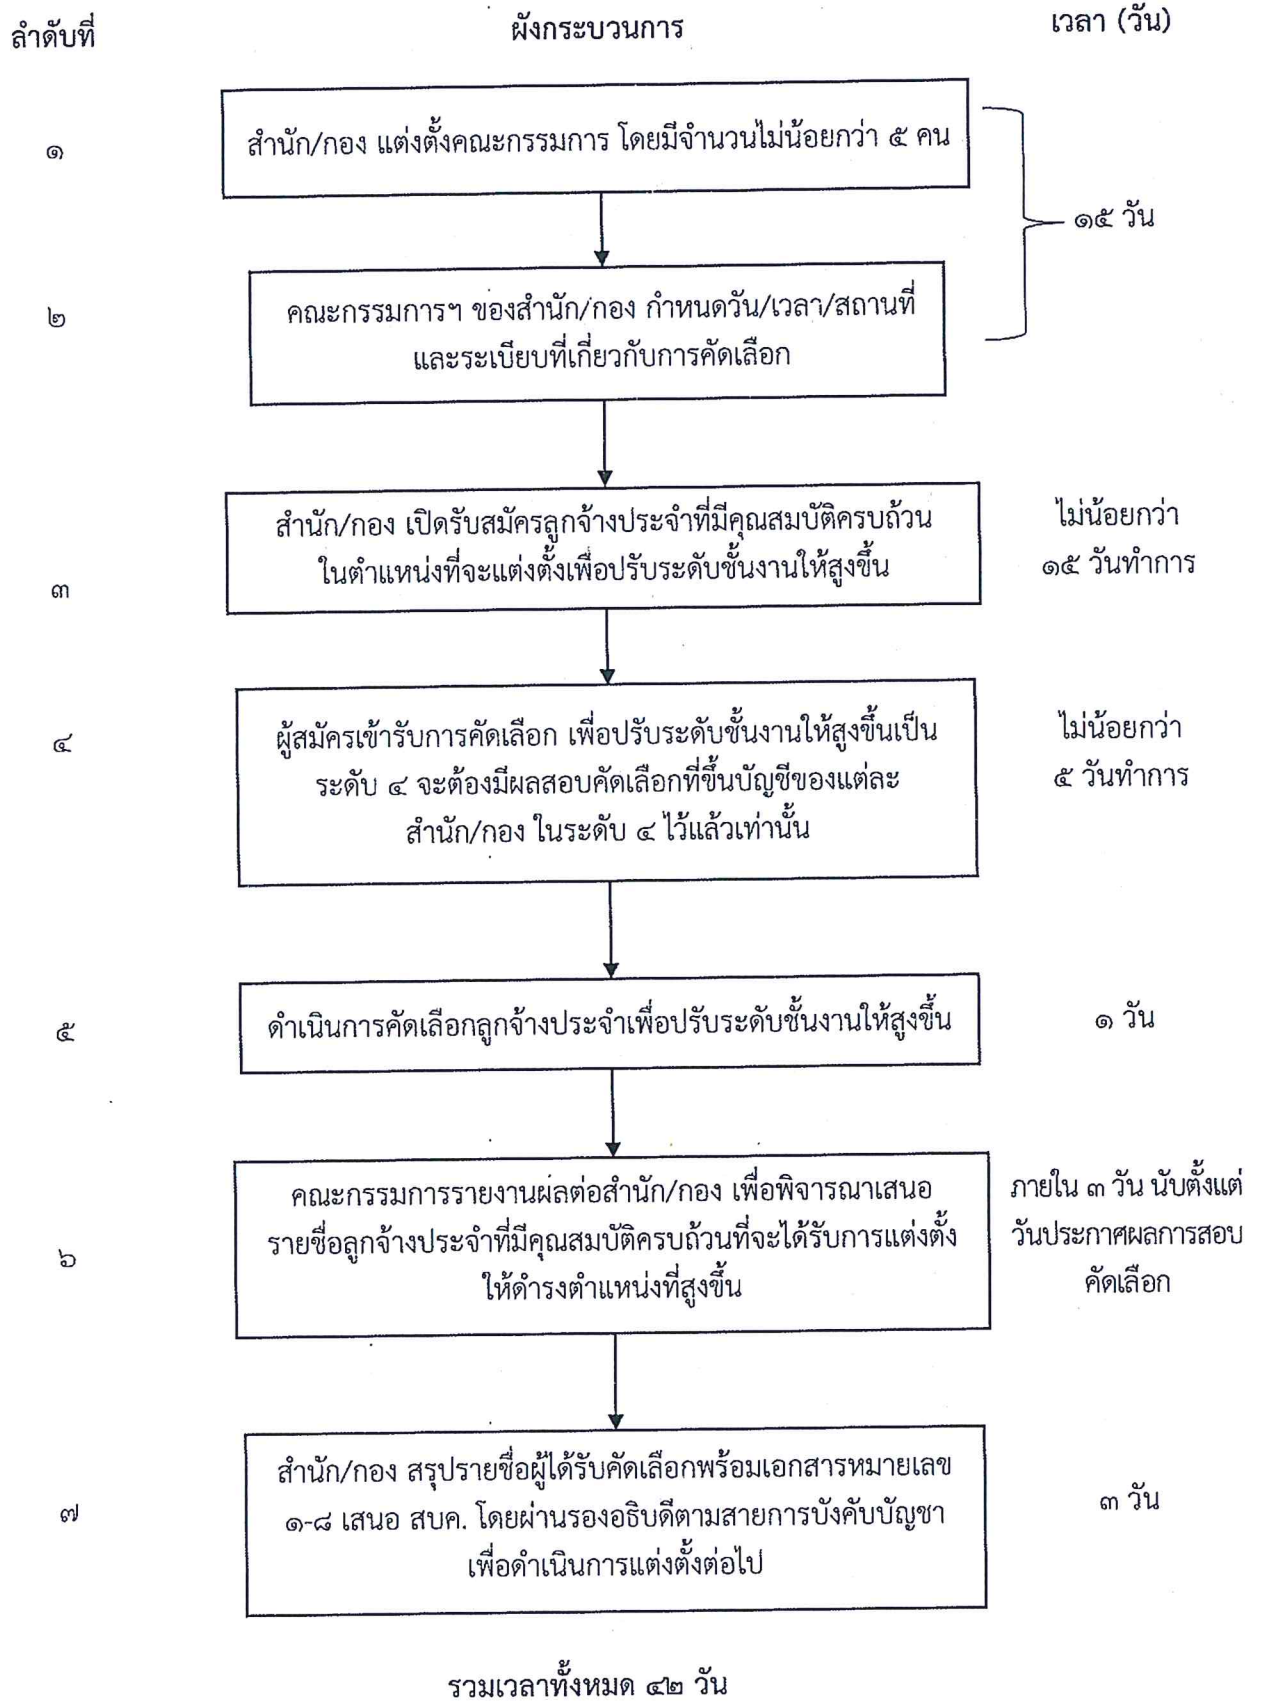 ลำดับที่ ผังกระบวนการ เวลา (วัน)
๑ สำนัก/กอง แต่งตั้งคณะกรรมการ โดยมีจำนวนไม่น้อยกว่า ๕ คน
๑๕ วัน
๒ คณะกรรมการฯ ของสำนัก/กอง กำหนดวัน/เวลา/สถานที่
และระเบียบที่เกี่ยวกับการคัดเลือก
๓ สำนัก/กอง เปิดรับสมัครลูกจ้างประจำที่มีคุณสมบัติครบถ้วน
ในตำแหน่งที่จะแต่งตั้งเพื่อปรับระดับชั้นงานให้สูงขึ้น
ไม่น้อยกว่า
๑๕ วันทำการ
๔ ผู้สมัครเข้ารับการคัดเลือก เพื่อปรับระดับชั้นงานให้สูงขึ้นเป็น
ระดับ ๔ จะต้องมีผลสอบคัดเลือกที่ขึ้นบัญชีของแต่ละ
สำนัก/กอง ในระดับ ๔ ไว้แล้วเท่านั้น
ไม่น้อยกว่า
๕ วันทำการ
๕ ดำเนินการคัดเลือกลูกจ้างประจำเพื่อปรับระดับชั้นงานให้สูงขึ้น ๑ วัน
๖ คณะกรรมการรายงานผลต่อสำนัก/กอง เพื่อพิจารณาเสนอ
รายชื่อลูกจ้างประจำที่มีคุณสมบัติครบถ้วนที่จะได้รับการแต่งตั้ง
ให้ดำรงตำแหน่งที่สูงขึ้น
ภายใน ๓ วัน นับตั้งแต่
วันประกาศผลการสอบ
คัดเลือก
๗ สำนัก/กอง สรุปรายชื่อผู้ได้รับคัดเลือกพร้อมเอกสารหมายเลข
๑-๘ เสนอ สบค. โดยผ่านรองอธิบดีตามสายการบังคับบัญชา
เพื่อดำเนินการแต่งตั้งต่อไป
๓ วัน
รวมเวลาทั้งหมด ๔๒ วัน